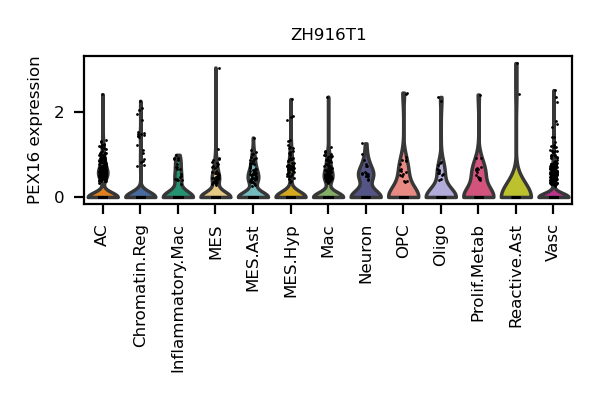 ZH916T1
PEX16 expression
2
0
AC
Chromatin.Reg
Inflammatory.Mac
MES
MES.Ast
MES.Hyp
Mac
Neuron
OPC
Oligo
Prolif.Metab
Reactive.Ast
Vasc